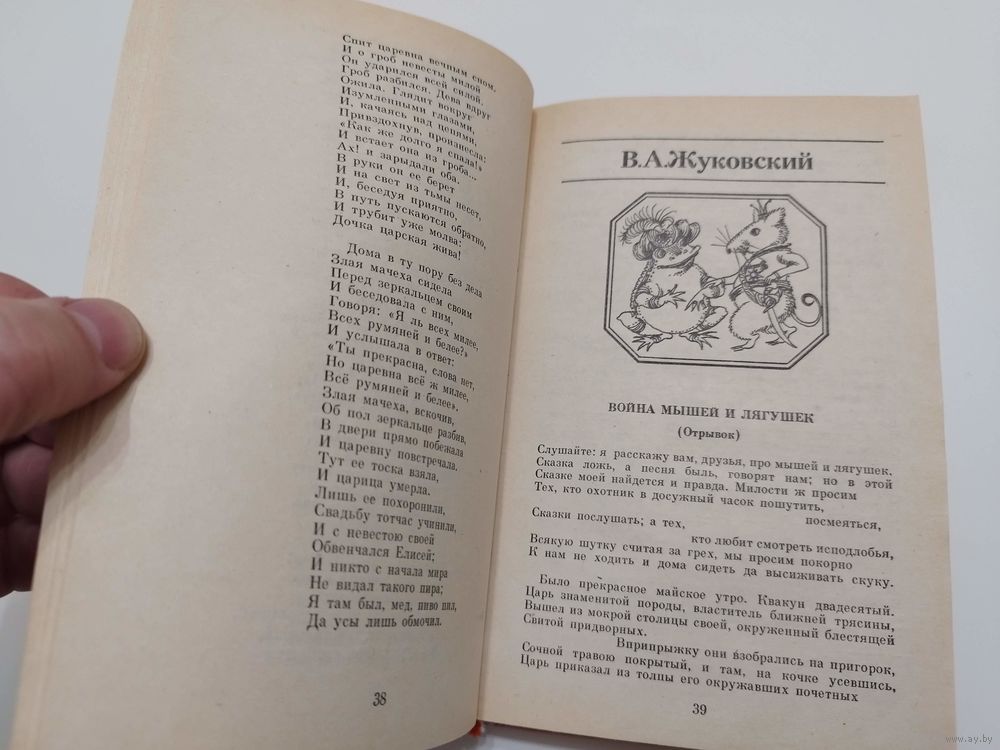 Спит царевна вечным сном.
И о гроб невесты милой
Он ударился всей силой.
Гроб разбился. Дева вдруг
Ожила. Глядит вокруг
Изумленными глазами,
И, качаясь над цепями,
Привздохнув, произнесла:
«Как же долго я спала!»
И встает она из гроба...
Ах! и зарыдали оба.
В руки он ее берет
И на свет из тьмы несет,
И, беседуя приятно,
В путь пускаются обратно,
И трубит уже молва:
Дочка царская жива!
Дома в ту пору без дела
Злая мачеха сидела
Перед зеркальцем своим
И беседовала с ним,
Говоря: «Я ль всех милее,
Всех румяней и белее?»
И услышала в ответ:
«Ты прекрасна, слова нет,
Но царевна всё ж милее,
Всё румяней и белее».
Злая мачеха, вскочив,
Об пол зеркальце разбив,
В двери прямо побежала
И царевну повстречала.
Тут ее тоска взяла,
И царица умерла.
Лишь ее похоронили,
Свадьбу тотчас учинили,
И с невестою своей
Обвенчался Елисей;
И никто с начала мира
Не видал такого пира;
Я там был, мед, пиво пил,
Да усы лишь обмочил.
38
В.А.Жуковский
ВОЙНА МЫШЕЙ И ЛЯГУШЕК
(Отрывок)
Слушайте: я расскажу вам, друзья, про мышей и лягушек.
Сказка ложь, а песня быль, говорят нам; но в этой
Сказке моей найдется и правда. Милости ж просим
Тех, кто охотник в досужный часок пошутить,
посмеяться,
Сказки послушать; а тех,
кто любит смотреть исподлобья,
Всякую шутку считая за грех, мы просим покорно
К нам не ходить и дома сидеть да высиживать скуку.
Было прекрасное майское утро. Квакун двадесятый.
Царь знаменитой породы, властитель ближней трясины,
Вышел из мокрой столицы своей, окруженный блестящей
Свитой придворных.
Вприпрыжку они взобрались на пригорок,
Сочной травою покрытый, и там, на кочке усевшись,
Царь приказал из толпы его окружавших почетных
39
www.ay.by